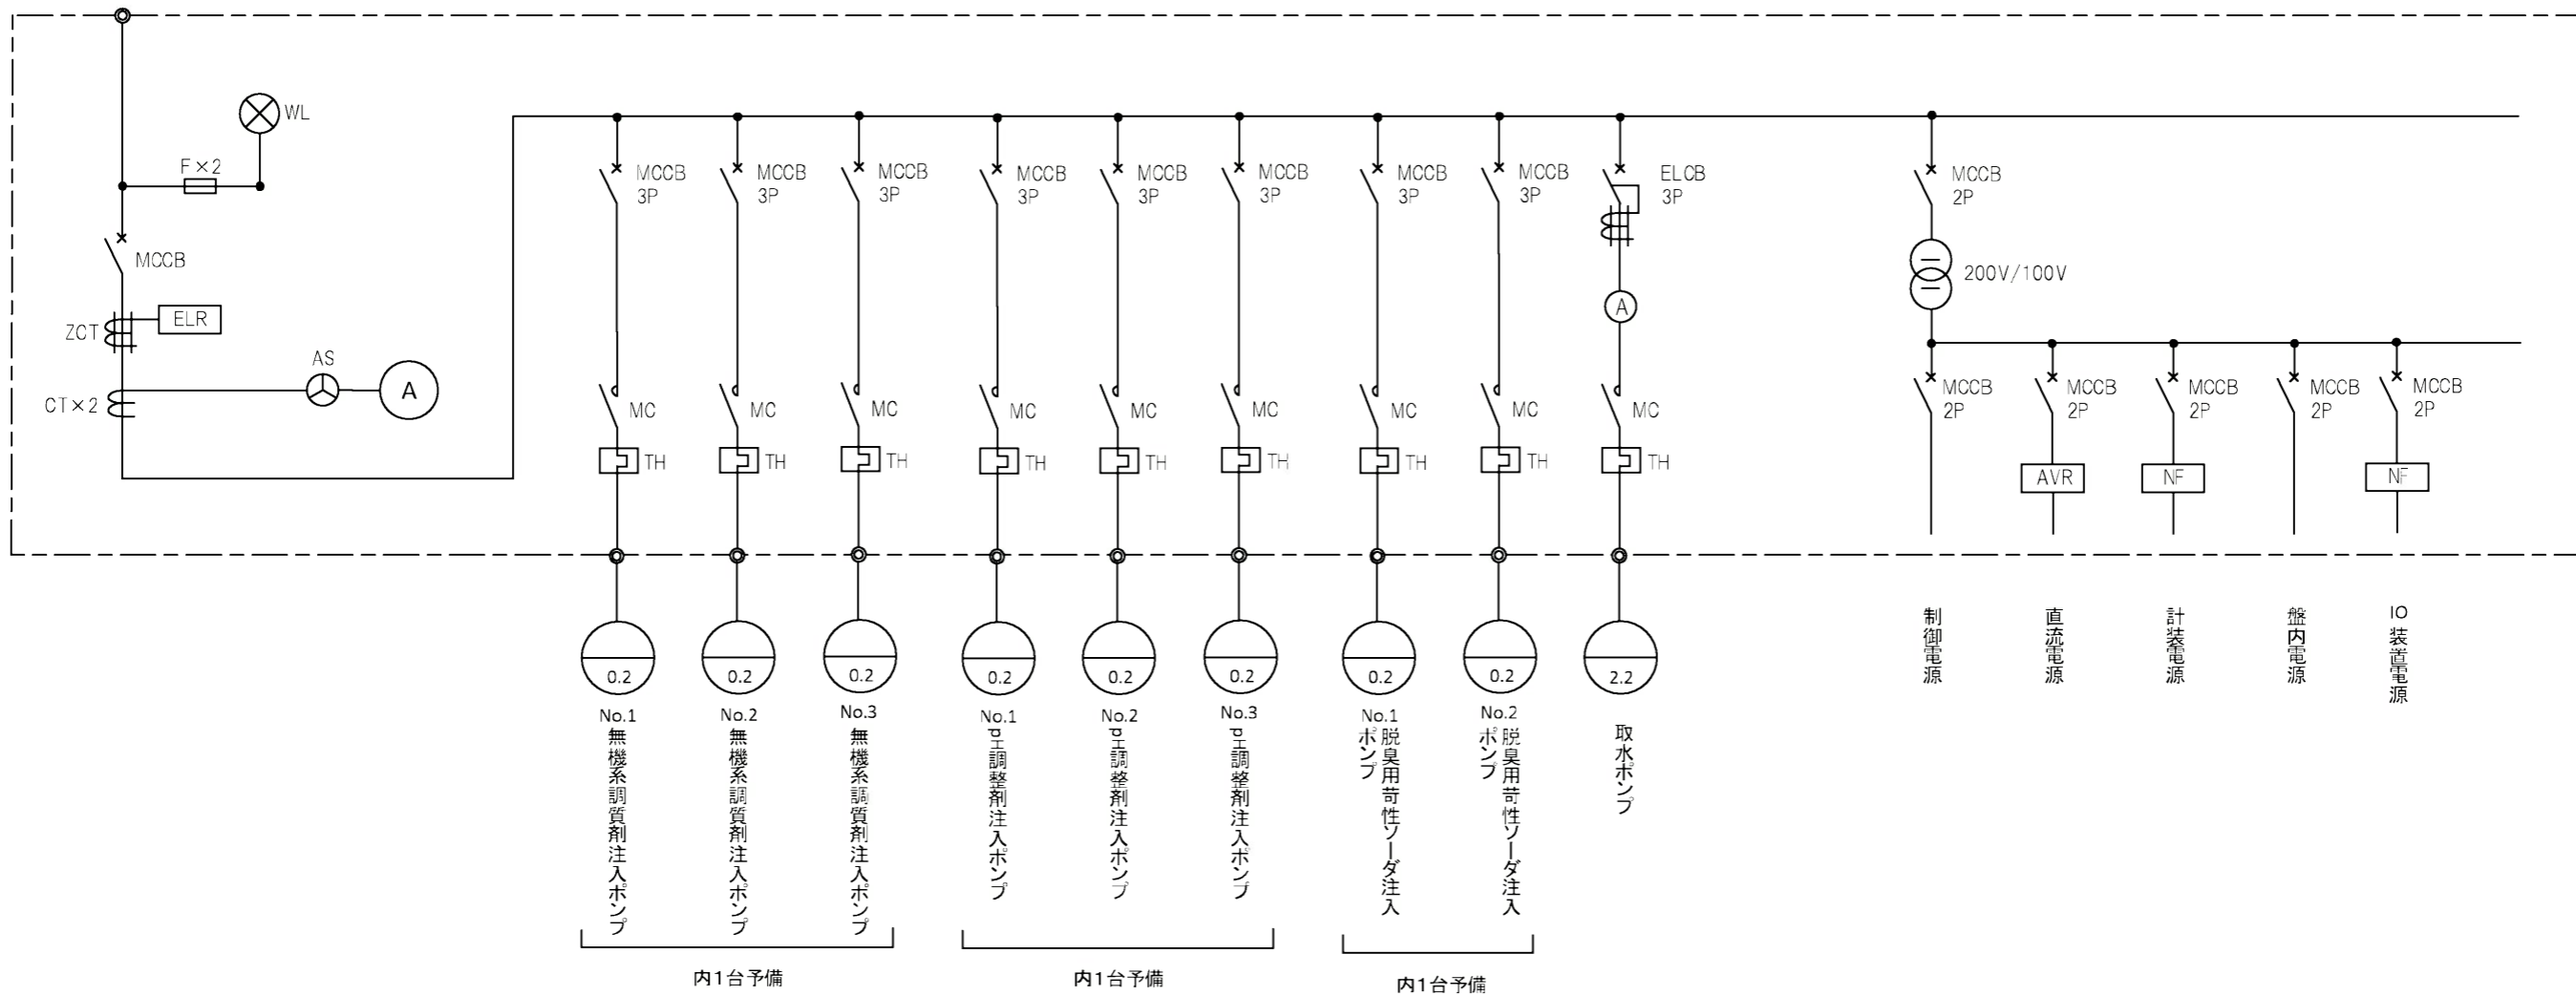 WL
F×2
MCCB
ZCT
ELR
AS
A
CT×2
MCCB
3P
MC
TH
MCCB
3P
MC
TH
MCCB
3P
MC
TH
MCCB
3P
MC
TH
MCCB
3P
MC
TH
MCCB
3P
MC
TH
MCCB
3P
MC
TH
MCCB
3P
MC
TH
ELCB
3P
A
MC
TH
MCCB
2P
200V/100V
MCCB
2P
MCCB
2P
AVR
MCCB
2P
NF
MCCB
2P
MCCB
2P
NF
0.2
No.1
無機系調質剤注入ポンプ
0.2
No.2
無機系調質剤注入ポンプ
0.2
No.3
無機系調質剤注入ポンプ
内1台予備
0.2
No.1
pH調整剤注入ポンプ
0.2
No.2
pH調整剤注入ポンプ
0.2
No.3
pH調整剤注入ポンプ
内1台予備
0.2
No.1
脱臭用苛性ソーダ注入
ポンプ
0.2
No.2
脱臭用苛性ソーダ注入
ポンプ
内1台予備
2.2
取水ポンプ
制御電源
直流電源
計装電源
盤内電源
IO装置電源